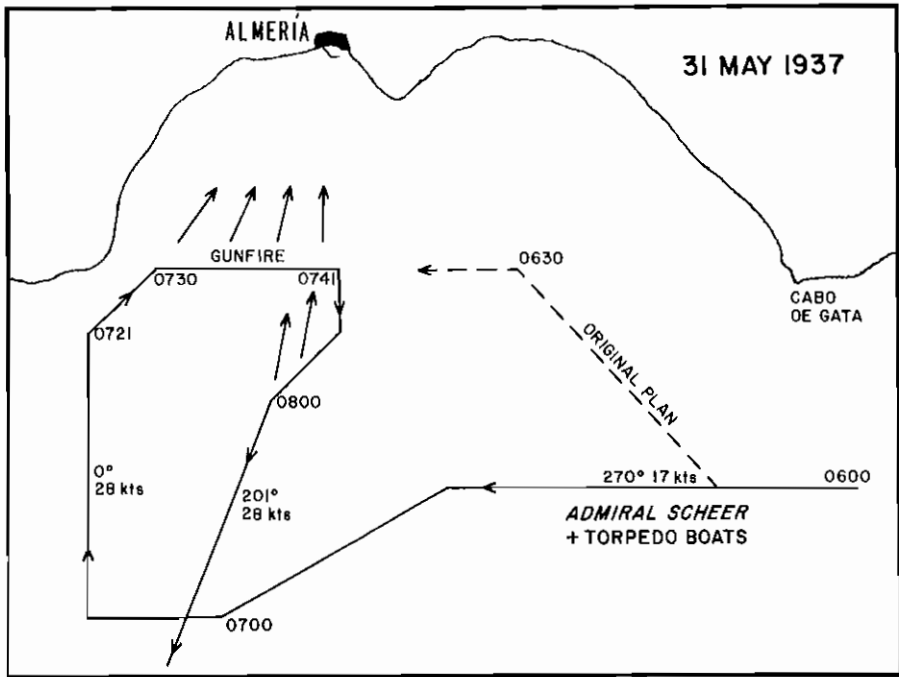 ALMERÍA
31 MAY 1937
GUNFIRE
0730
0741
0630
CABO
DE GATA
0721
ORIGINAL PLAN
0800
0°
28 kts
201°
28 kts
270° 17 kts
0600
ADMIRAL SCHEER
+ TORPEDO BOATS
0700